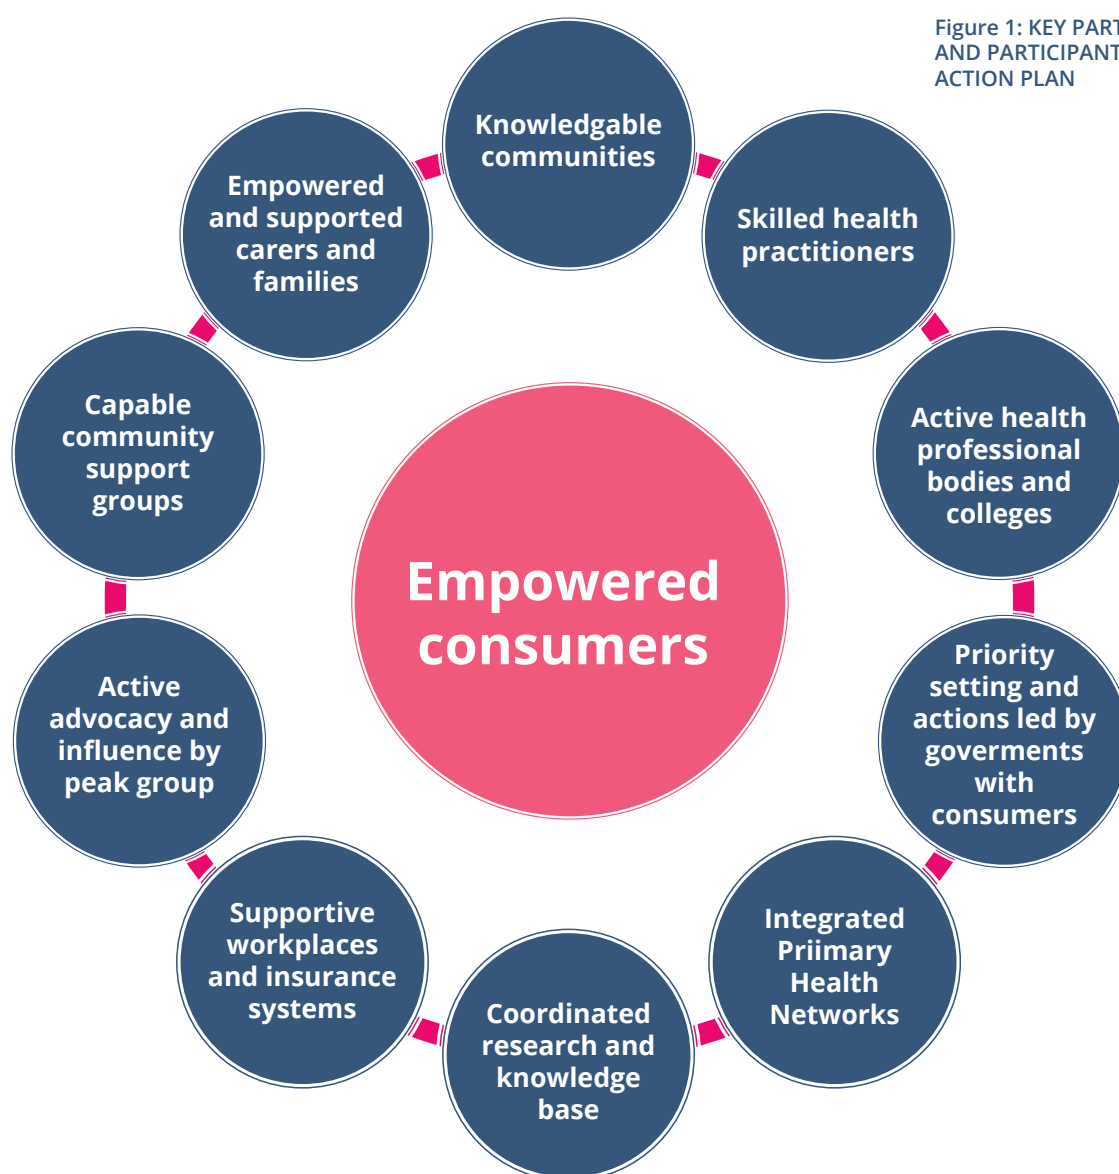 Figure 1: KEY PART
AND PARTICIPANT
ACTION PLAN
Knowledgable
communities
Skilled health
practitioners
Active health
professional
bodies and
colleges
Priority
setting and
actions led by
goverments
with
consumers
Integrated
Priimary
Health
Networks
Coordinated
research and
knowledge
base
Supportive
workplaces
and insurance
systems
Active
advocacy and
influence by
peak group
Capable
community
support
groups
Empowered
and supported
carers and
families
Empowered
consumers